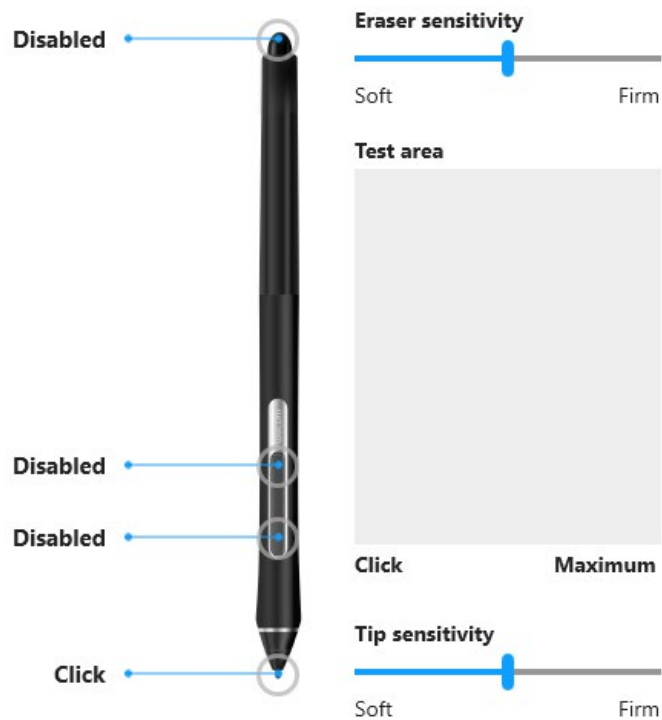 Disabled
Eraser sensitivity
Soft Firm
Test area
Disabled
Disabled
Click Maximum
Tip sensitivity
Click
Soft Firm